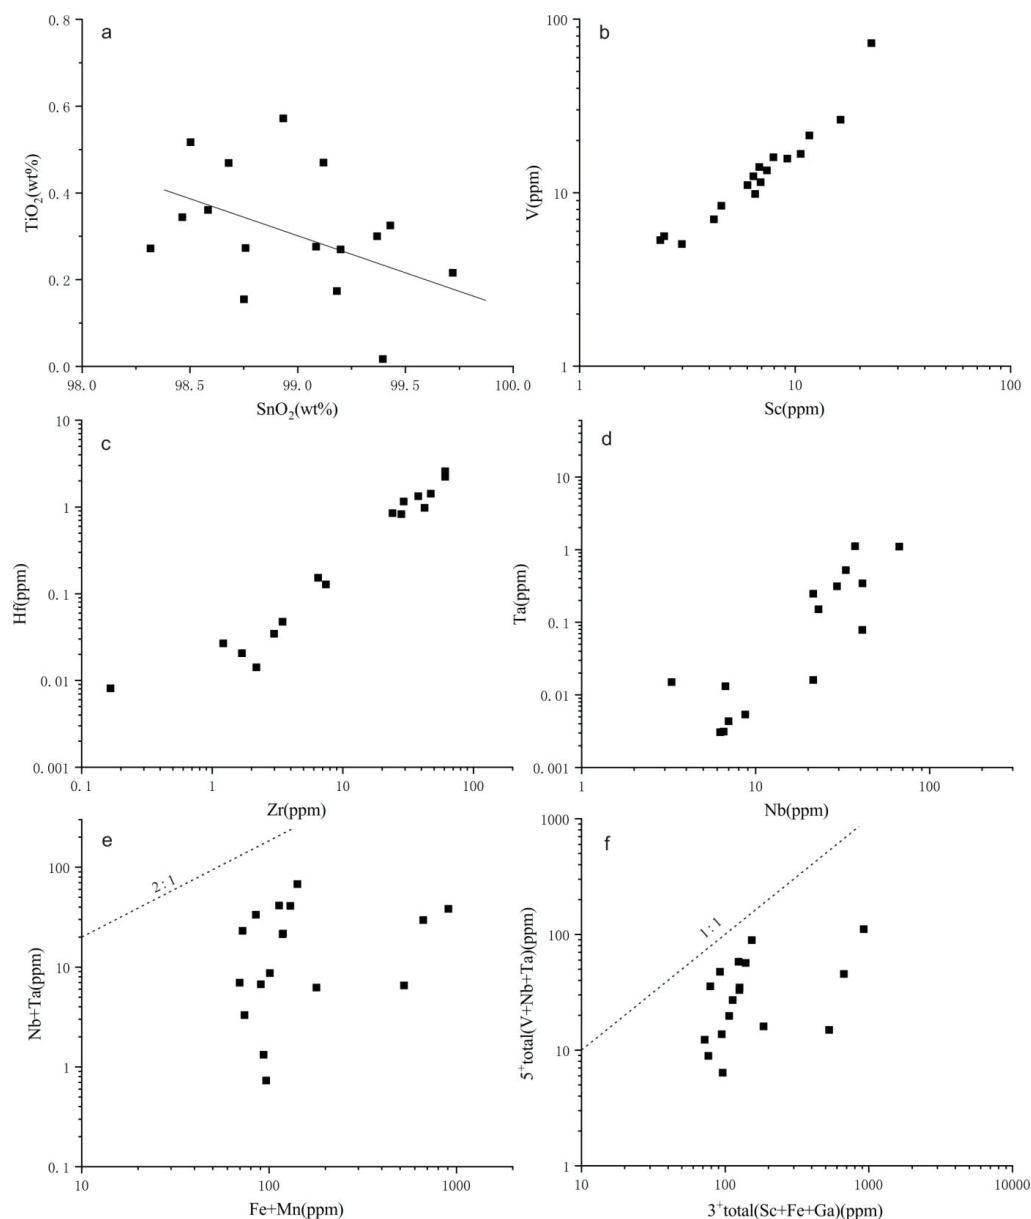 a
0.8
0.6
0.4
0.2
0.0
TiO₂(wt%)
98.0
98.5
99.0
99.5
100.0
SnO₂(wt%)
b
100
10
1
V(ppm)
1
10
100
Sc(ppm)
c
10
1
0.1
0.01
0.001
Hf(ppm)
0.1
1
10
100
Zr(ppm)
d
10
1
0.1
0.01
0.001
Ta(ppm)
1
10
100
Nb(ppm)
e
2:1
100
10
1
0.1
Nb+Ta(ppm)
10
100
1000
Fe+Mn(ppm)
f
1:1
1000
100
10
1
5⁺total(V+Nb+Ta)(ppm)
10
100
1000
10000
3⁺total(Sc+Fe+Ga)(ppm)